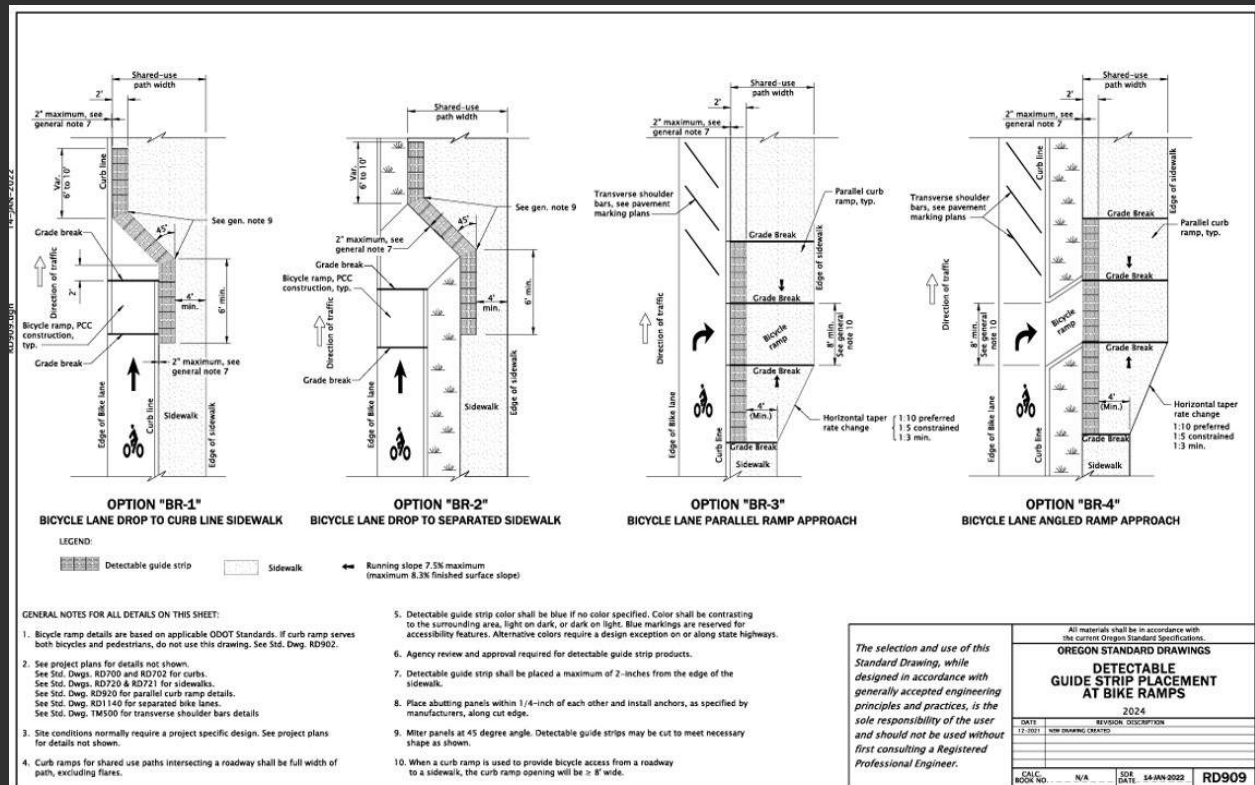 Shared-use
path width
2'
2" maximum, see
general note 7
Var.
6' to 10'
Curb line
See gen. note 9
45°
Grade break
Direction of traffic
2'
4'
min.
6' min.
Bicycle ramp, PCC
construction,
typ.
Grade break
2" maximum, see
general note 7
Edge of Bike lane
Curb line
Sidewalk
Edge of sidewalk
OPTION "BR-1"
BICYCLE LANE DROP TO CURB LINE SIDEWALK
Shared-use
path width
Var.
6' to 10'
See gen. note 9
45°
2" maximum, see
general note 7
Grade break
Bicycle ramp, PCC
construction, typ.
Direction of traffic
4'
min.
6' min.
Grade break
Edge of Bike lane
Sidewalk
Edge of sidewalk
OPTION "BR-2"
BICYCLE LANE DROP TO SEPARATED SIDEWALK
Shared-use
path width
2'
2" maximum, see
general note 7
Transverse shoulder
bars, see pavement
marking plans
Parallel curb
ramp, typ.
Grade Break
Edge of sidewalk
Grade Break
Direction of traffic
Bicycle
ramp
8' min.
See general
note 10
Grade Break
4'
(Min.)
Horizontal taper
rate change
1:10 preferred
1:5 constrained
1:3 min.
Edge of Bike lane
Curb line
Grade Break
Sidewalk
OPTION "BR-3"
BICYCLE LANE PARALLEL RAMP APPROACH
Shared-use
path width
2'
2" maximum, see
general note 7
Curb line
Transverse shoulder
bars, see pavement
marking plans
Edge of sidewalk
Grade Break
Parallel curb
ramp, typ.
Grade Break
Direction of traffic
8' min.
See general
note 10
Bicycle
ramp
Grade Break
4'
(Min.)
Horizontal taper
rate change
1:10 preferred
1:5 constrained
1:3 min.
Edge of Bike lane
Curb line
Grade Break
Sidewalk
OPTION "BR-4"
BICYCLE LANE ANGLED RAMP APPROACH
14-JAN-2022
RD909.dgn
LEGEND:
Detectable guide strip
Sidewalk
Running slope 7.5% maximum
(maximum 8.3% finished surface slope)
GENERAL NOTES FOR ALL DETAILS ON THIS SHEET:
1. Bicycle ramp details are based on applicable ODOT Standards. If curb ramp serves
both bicycles and pedestrians, do not use this drawing. See Std. Dwg. RD902.
2. See project plans for details not shown.
See Std. Dwgs. RD700 and RD702 for curbs.
See Std. Dwgs. RD720 & RD721 for sidewalks.
See Std. Dwg. RD920 for parallel curb ramp details.
See Std. Dwg. RD1140 for separated bike lanes.
See Std. Dwg. TM500 for transverse shoulder bars details
3. Site conditions normally require a project specific design. See project plans
for details not shown.
4. Curb ramps for shared use paths intersecting a roadway shall be full width of
path, excluding flares.
5. Detectable guide strip color shall be blue if no color specified. Color shall be contrasting
to the surrounding area, light on dark, or dark on light. Blue markings are reserved for
accessibility features. Alternative colors require a design exception on or along state highways.
6. Agency review and approval required for detectable guide strip products.
7. Detectable guide strip shall be placed a maximum of 2-inches from the edge of the
sidewalk.
8. Place abutting panels within 1/4-inch of each other and install anchors, as specified by
manufacturers, along cut edge.
9. Miter panels at 45 degree angle. Detectable guide strips may be cut to meet necessary
shape as shown.
10. When a curb ramp is used to provide bicycle access from a roadway
to a sidewalk, the curb ramp opening will be ≥ 8' wide.
The selection and use of this
Standard Drawing, while
designed in accordance with
generally accepted engineering
principles and practices, is the
sole responsibility of the user
and should not be used without
first consulting a Registered
Professional Engineer.
All materials shall be in accordance with
the current Oregon Standard Specifications.
OREGON STANDARD DRAWINGS
DETECTABLE
GUIDE STRIP PLACEMENT
AT BIKE RAMPS
2024
DATE REVISION DESCRIPTION
12-2021 NEW DRAWING CREATED
CALC.
BOOK NO. N/A
SDR
DATE 14-JAN-2022
RD909